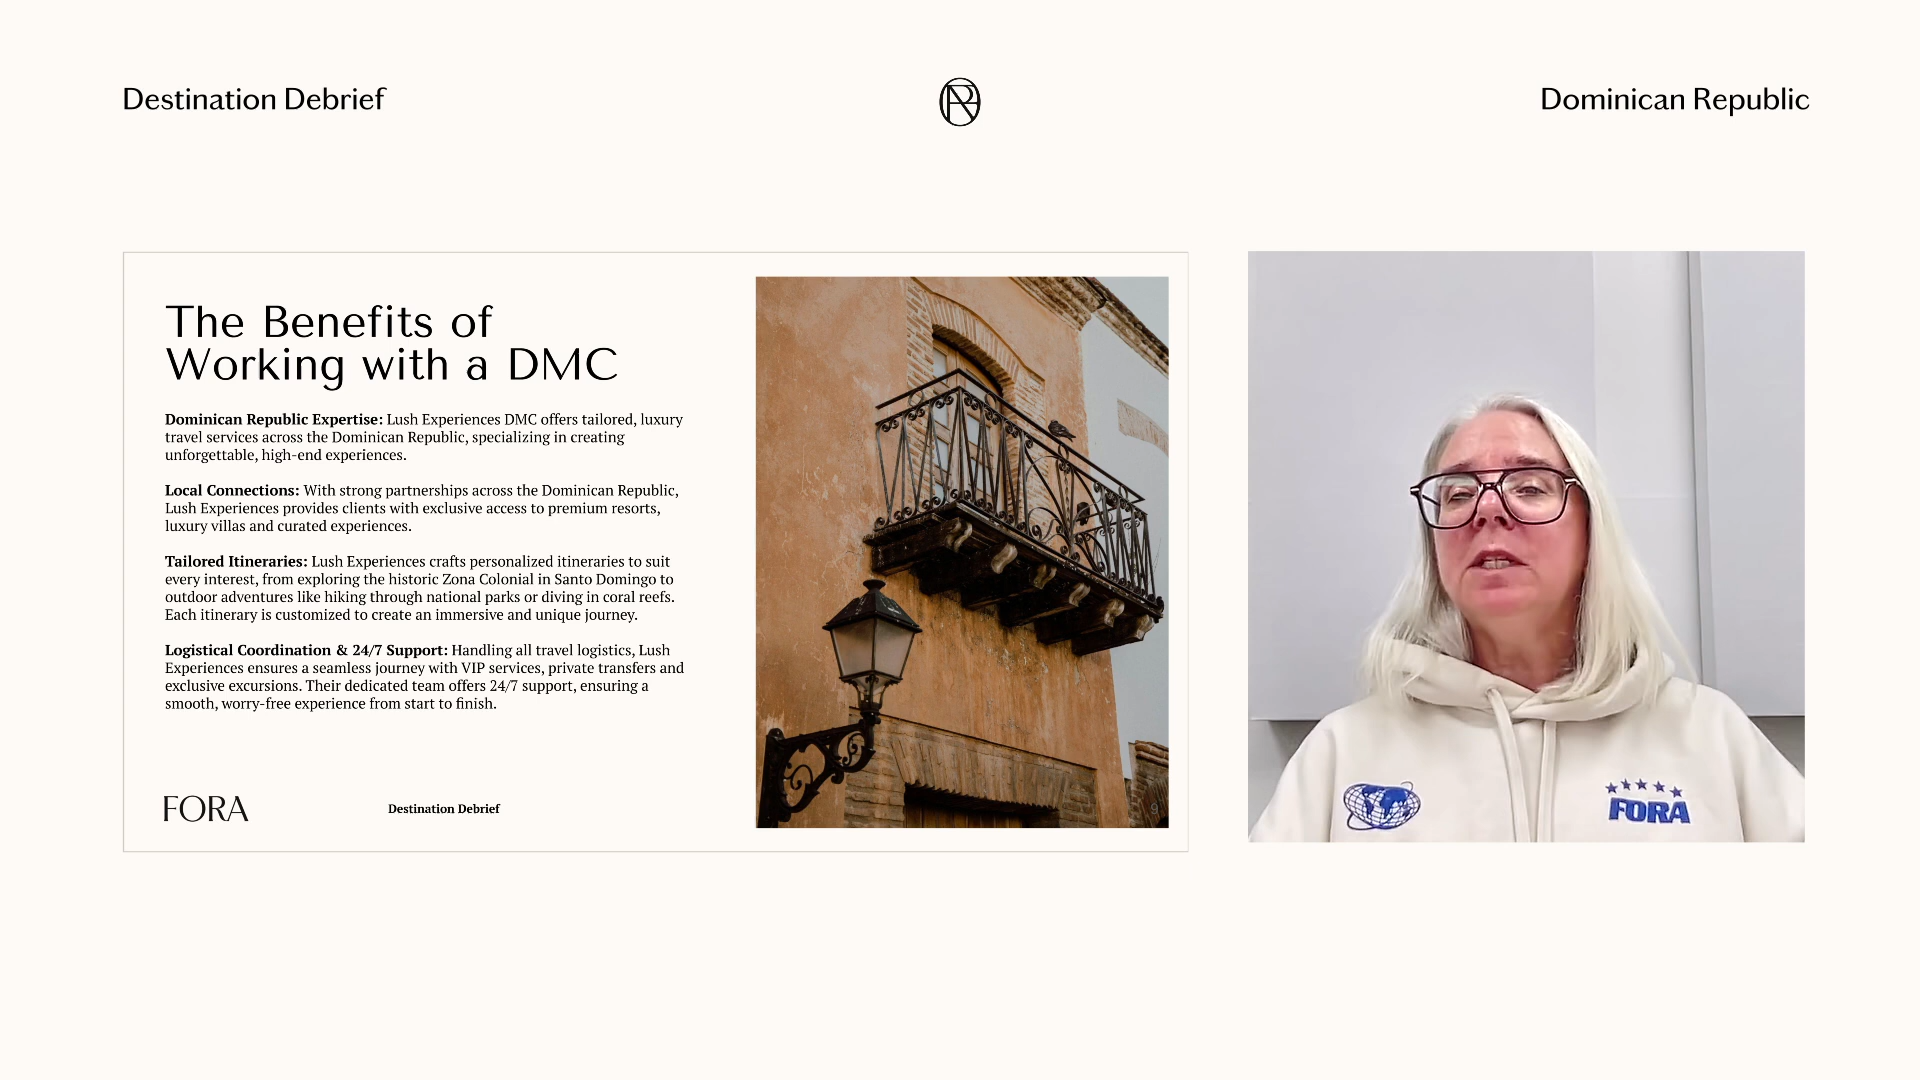 Destination Debrief
Dominican Republic
The Benefits of
Working with a DMC
Dominican Republic Expertise: Lush Experiences DMC offers tailored, luxury
travel services across the Dominican Republic, specializing in creating
unforgettable, high-end experiences.
Local Connections: With strong partnerships across the Dominican Republic,
Lush Experiences provides clients with exclusive access to premium resorts,
luxury villas and curated experiences.
Tailored Itineraries: Lush Experiences crafts personalized itineraries to suit
every interest, from exploring the historic Zona Colonial in Santo Domingo to
outdoor adventures like hiking through national parks or diving in coral reefs.
Each itinerary is customized to create an immersive and unique journey.
Logistical Coordination & 24/7 Support: Handling all travel logistics, Lush
Experiences ensures a seamless journey with VIP services, private transfers and
exclusive excursions. Their dedicated team offers 24/7 support, ensuring a
smooth, worry-free experience from start to finish.
FORA
Destination Debrief
FORA